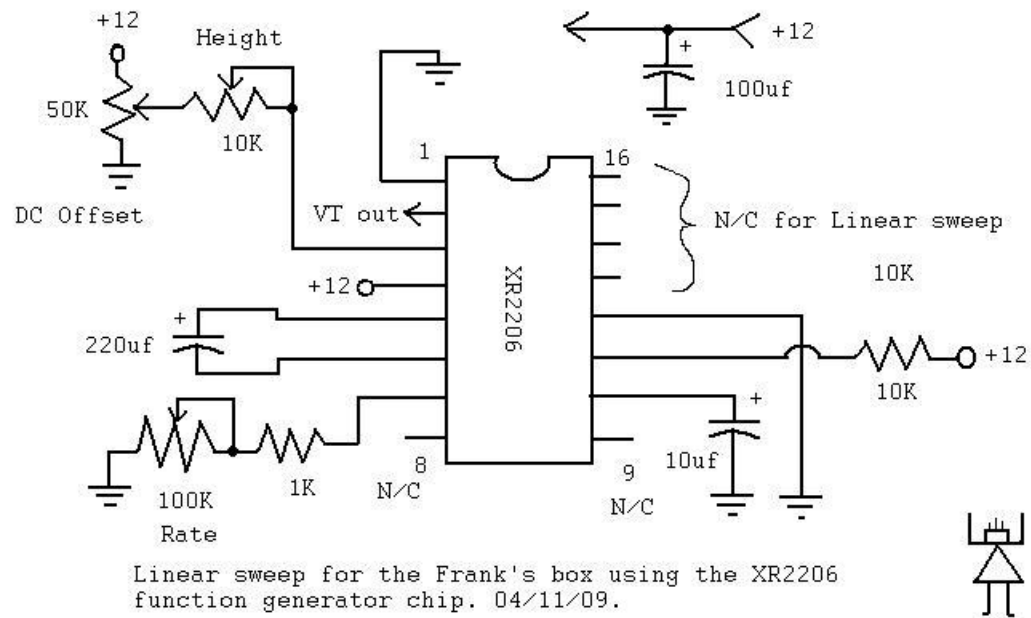 +12
Height
+12
+
100uf
50K
10K
1
16
DC Offset
VT out
N/C for Linear sweep
10K
+12
XR2206
+
220uf
+12
10K
+
10uf
8
9
N/C
N/C
100K
1K
Rate
Linear sweep for the Frank's box using the XR2206
function generator chip. 04/11/09.